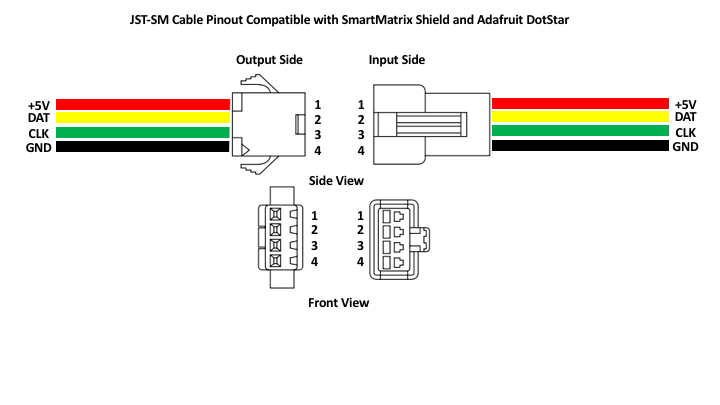 JST-SM Cable Pinout Compatible with SmartMatrix Shield and Adafruit DotStar
Output Side Input Side
+5V 1 1 +5V
DAT 2 2 DAT
CLK 3 3 CLK
GND 4 4 GND
Side View
1 1
2 2
3 3
4 4
Front View